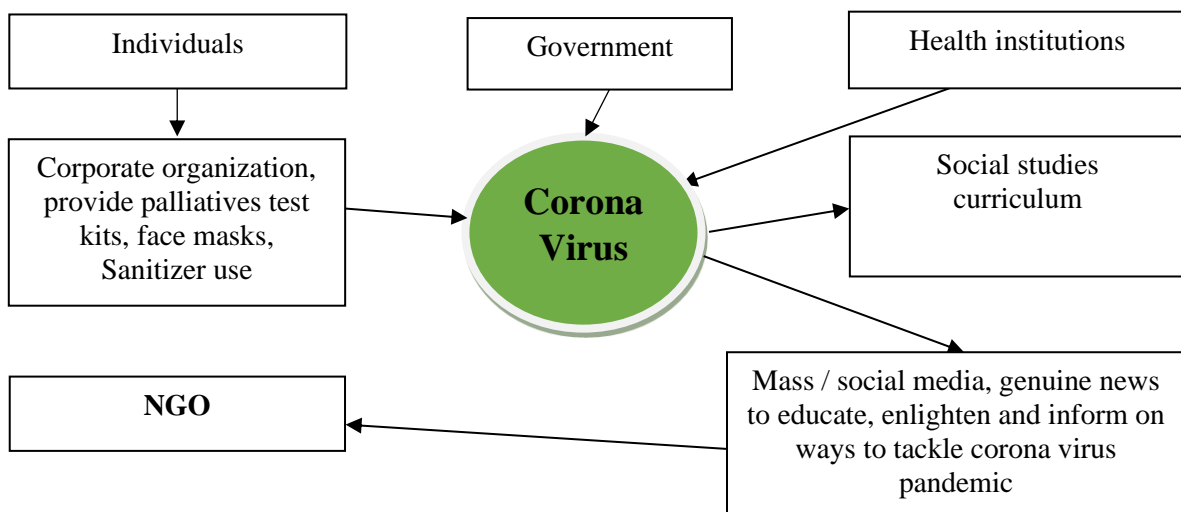 Individuals
Government
Health institutions
Corporate organization,
provide palliatives test
kits, face masks,
Sanitizer use
Corona
Virus
Social studies
curriculum
NGO
Mass / social media, genuine news
to educate, enlighten and inform on
ways to tackle corona virus
pandemic